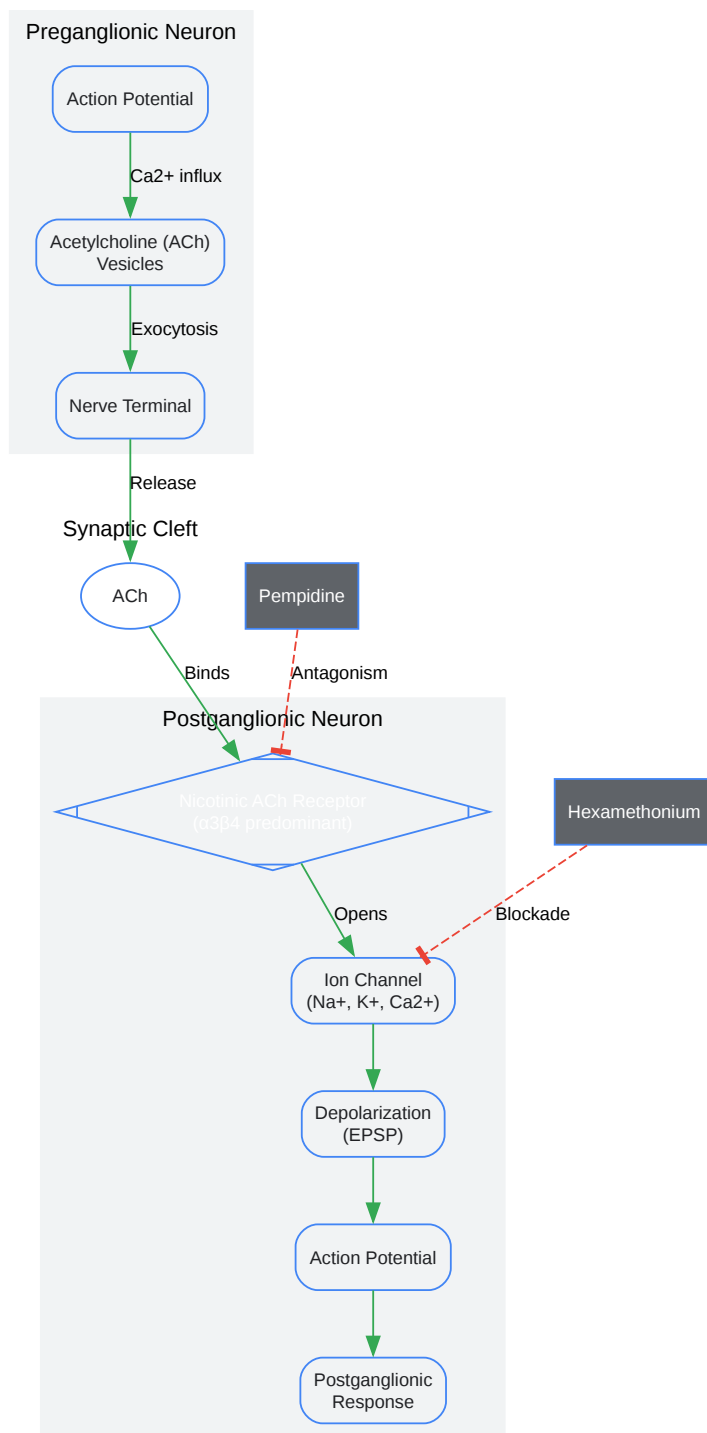 Preganglionic Neuron
Action Potential
Ca2+ influx
Acetylcholine (ACh)
Vesicles
Exocytosis
Nerve Terminal
Release
Synaptic Cleft
ACh
Pempidine
Binds
Antagonism
Postganglionic Neuron
Nicotinic ACh Receptor
(α3β4 predominant)
Hexamethonium
Opens
Blockade
Ion Channel
(Na+, K+, Ca2+)
Depolarization
(EPSP)
Action Potential
Postganglionic
Response